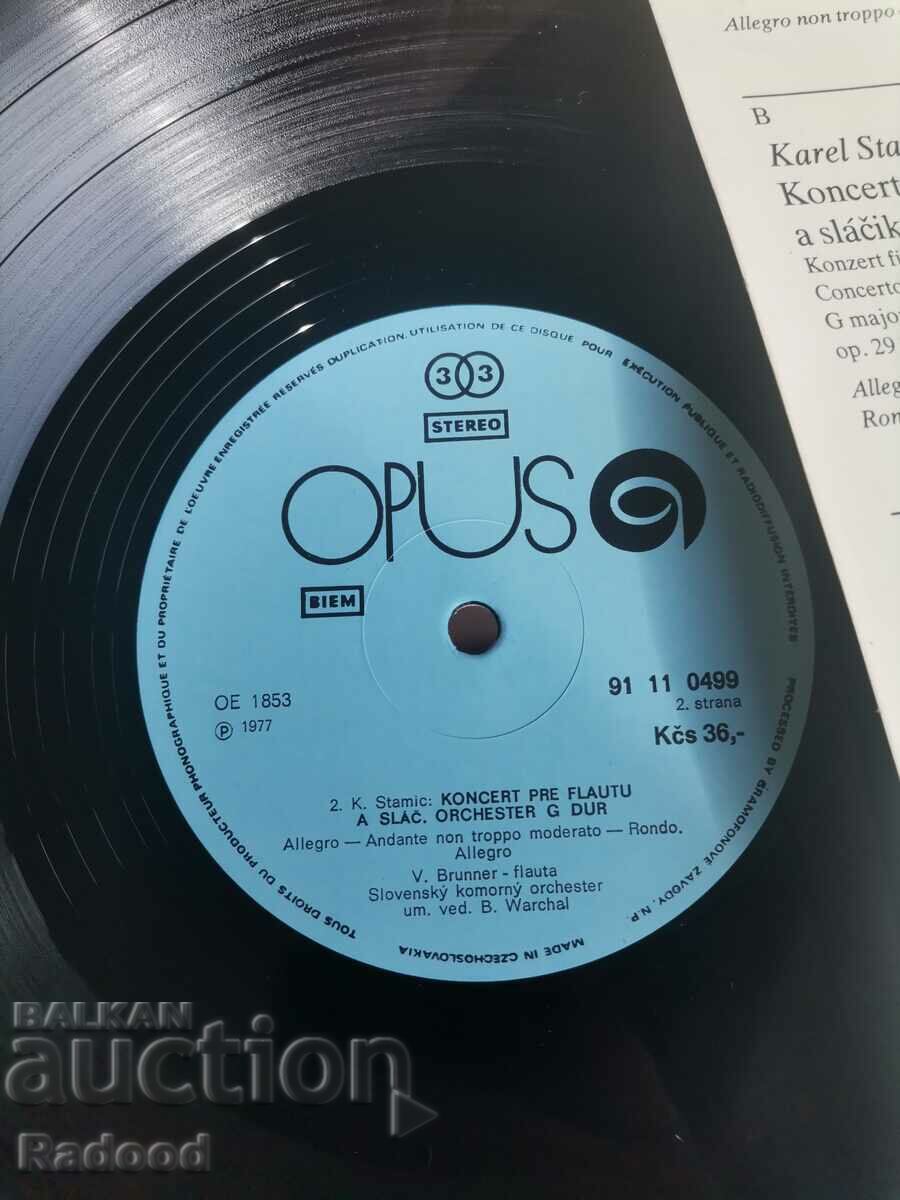 Allegro non troppo
B
Karel
Koncert
a
Konzert
Concerto
G major
op. 29
TOUS DROITS DU PRODUCTEUR PHONOGRAPHIQUE ET DU PROPRIÉTAIRE DE L'OEUVRE ENREGISTRÉE RESERVÉS DUPLICATION, UTILISATION DE CE DISQUE POUR EXÉCUTION PUBLIQUE ET RADIODIFFUSION INTERDITES
PROCESSED BY GRAMOFONOVÉ ZÁVODY, N.P.
MADE IN CZECHOSLOVAKIA
33
STEREO
OPUS
BIEM
OE 1853
℗ 1977
91 11 0499
2. strana
Kčs 36,-
2. K. Stamic: KONCERT PRE FLAUTU
A SLÁČ. ORCHESTER G DUR
Allegro — Andante non troppo moderato — Rondo.
Allegro
V. Brunner - flauta
Slovenský komorný orchester
um. ved. B. Warchal
BALKAN
auction
Radood